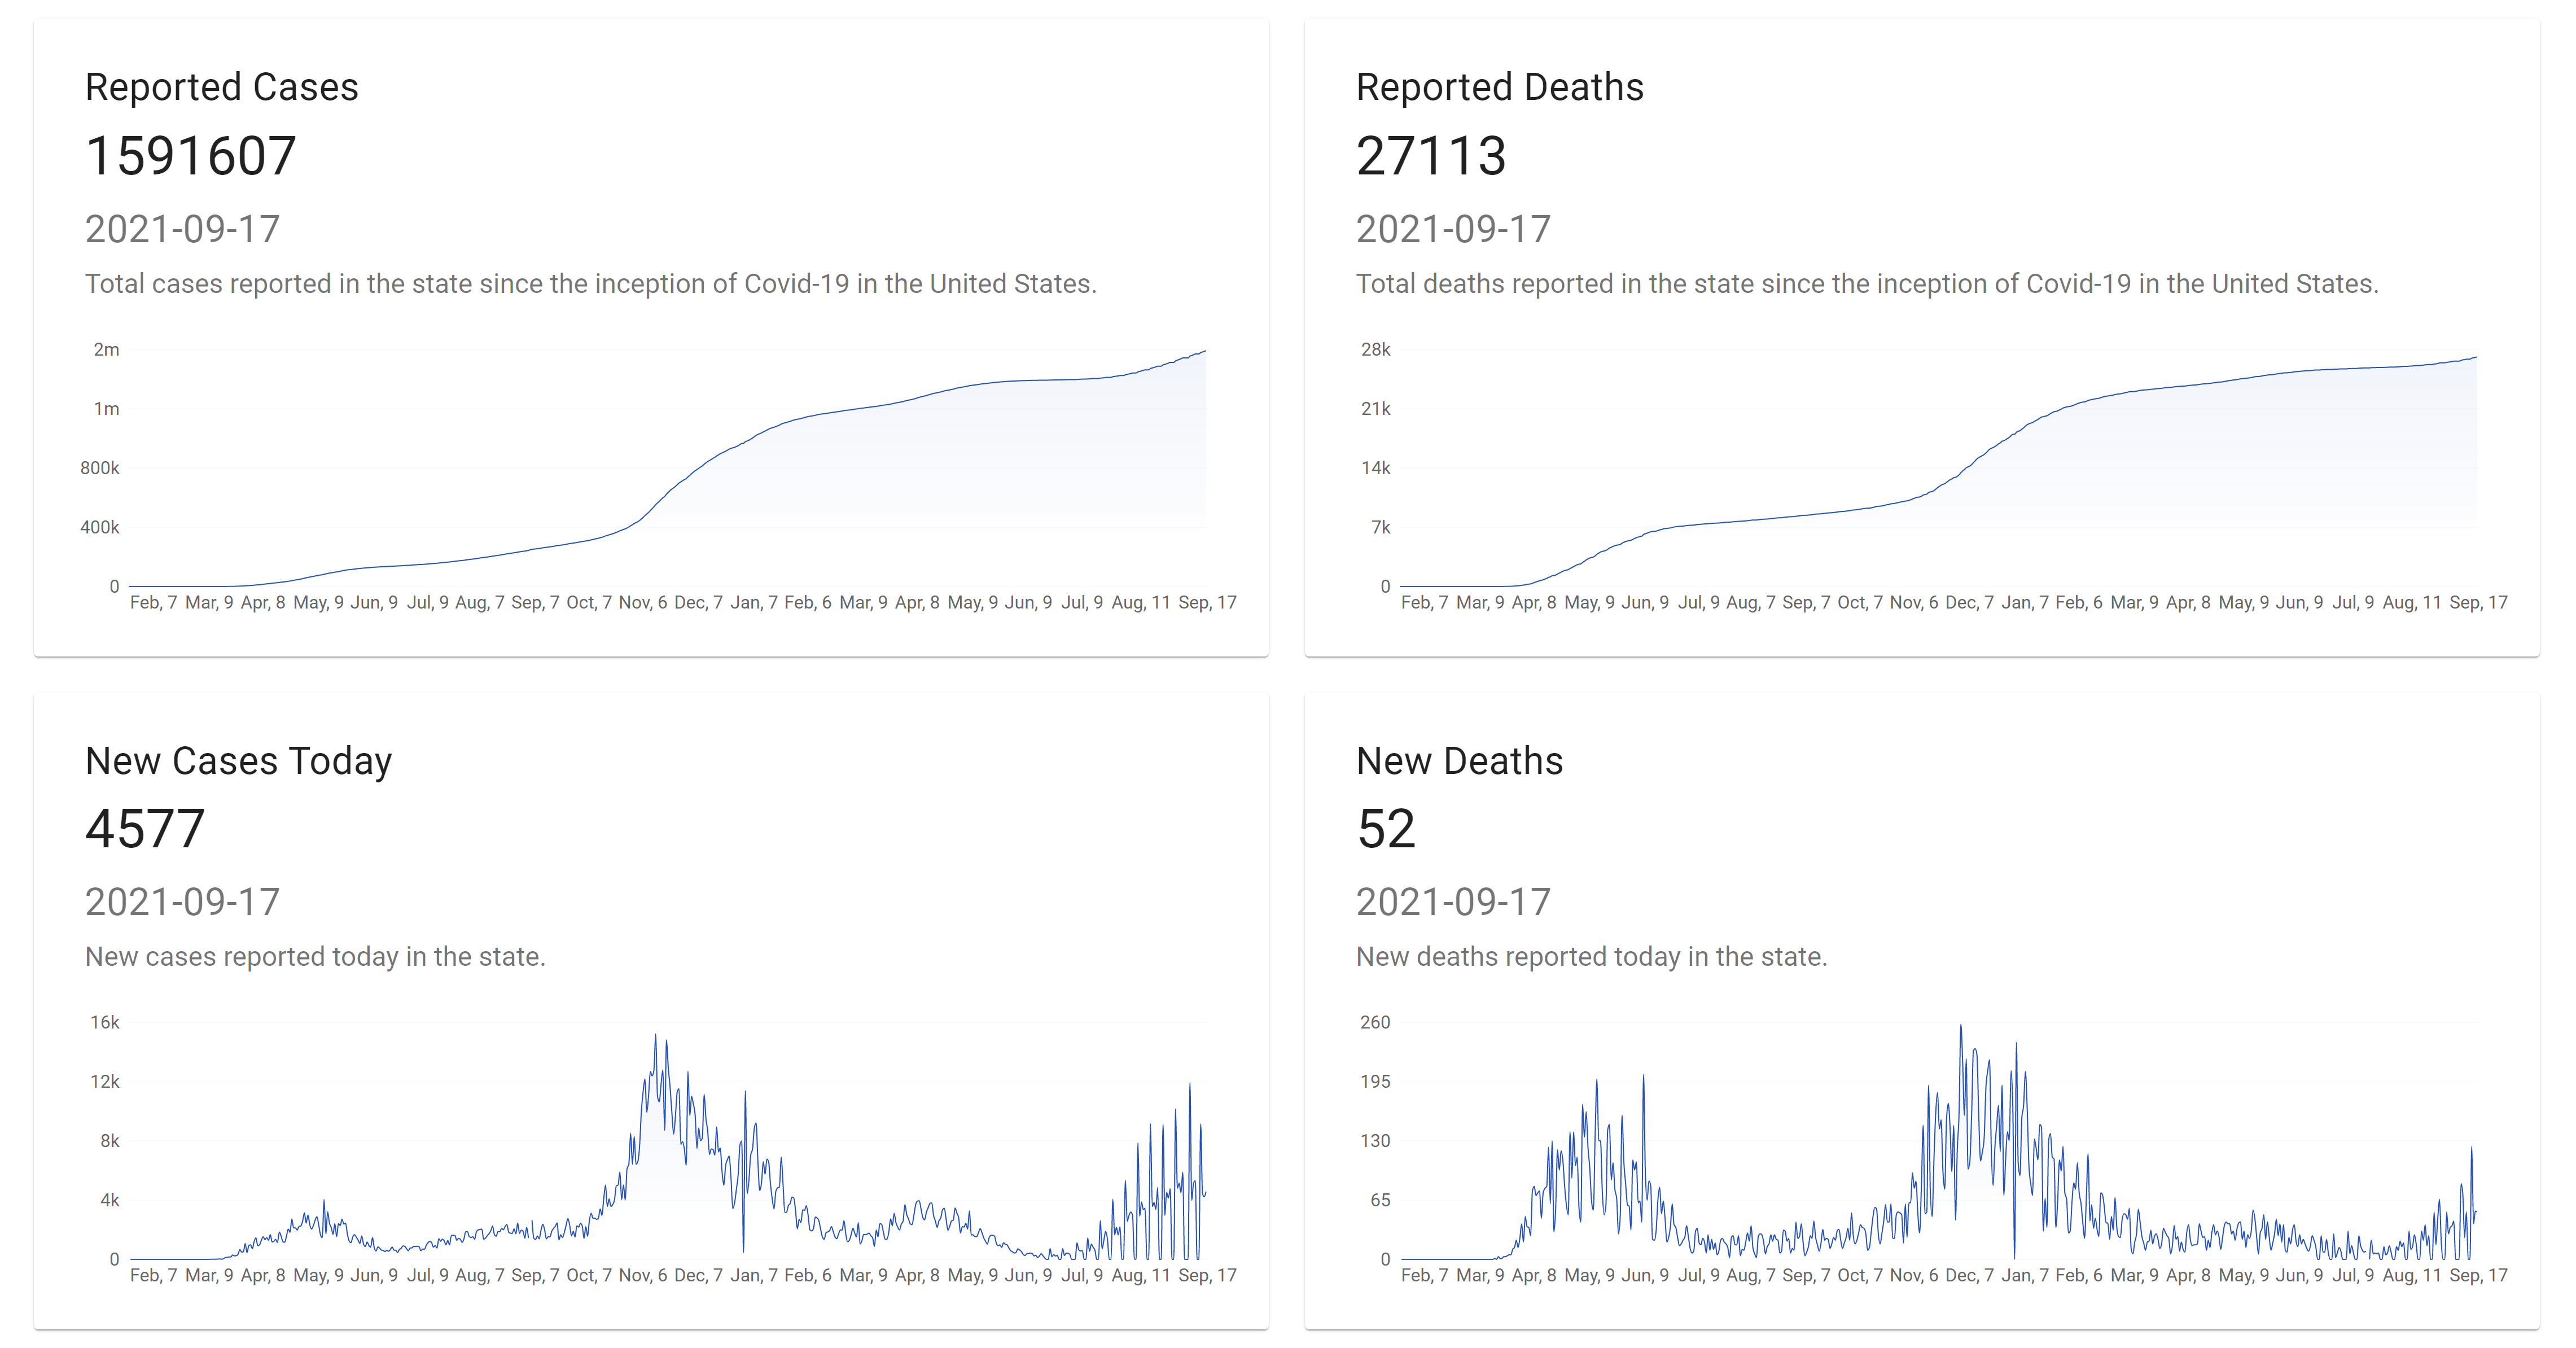 Reported Cases
1591607
2021-09-17
Total cases reported in the state since the inception of Covid-19 in the United States.
2m
1m
800k
400k
0
Feb, 7 Mar, 9 Apr, 8 May, 9 Jun, 9 Jul, 9 Aug, 7 Sep, 7 Oct, 7 Nov, 6 Dec, 7 Jan, 7 Feb, 6 Mar, 9 Apr, 8 May, 9 Jun, 9 Jul, 9 Aug, 11 Sep, 17
Reported Deaths
27113
2021-09-17
Total deaths reported in the state since the inception of Covid-19 in the United States.
28k
21k
14k
7k
0
Feb, 7 Mar, 9 Apr, 8 May, 9 Jun, 9 Jul, 9 Aug, 7 Sep, 7 Oct, 7 Nov, 6 Dec, 7 Jan, 7 Feb, 6 Mar, 9 Apr, 8 May, 9 Jun, 9 Jul, 9 Aug, 11 Sep, 17
New Cases Today
4577
2021-09-17
New cases reported today in the state.
16k
12k
8k
4k
0
Feb, 7 Mar, 9 Apr, 8 May, 9 Jun, 9 Jul, 9 Aug, 7 Sep, 7 Oct, 7 Nov, 6 Dec, 7 Jan, 7 Feb, 6 Mar, 9 Apr, 8 May, 9 Jun, 9 Jul, 9 Aug, 11 Sep, 17
New Deaths
52
2021-09-17
New deaths reported today in the state.
260
195
130
65
0
Feb, 7 Mar, 9 Apr, 8 May, 9 Jun, 9 Jul, 9 Aug, 7 Sep, 7 Oct, 7 Nov, 6 Dec, 7 Jan, 7 Feb, 6 Mar, 9 Apr, 8 May, 9 Jun, 9 Jul, 9 Aug, 11 Sep, 17